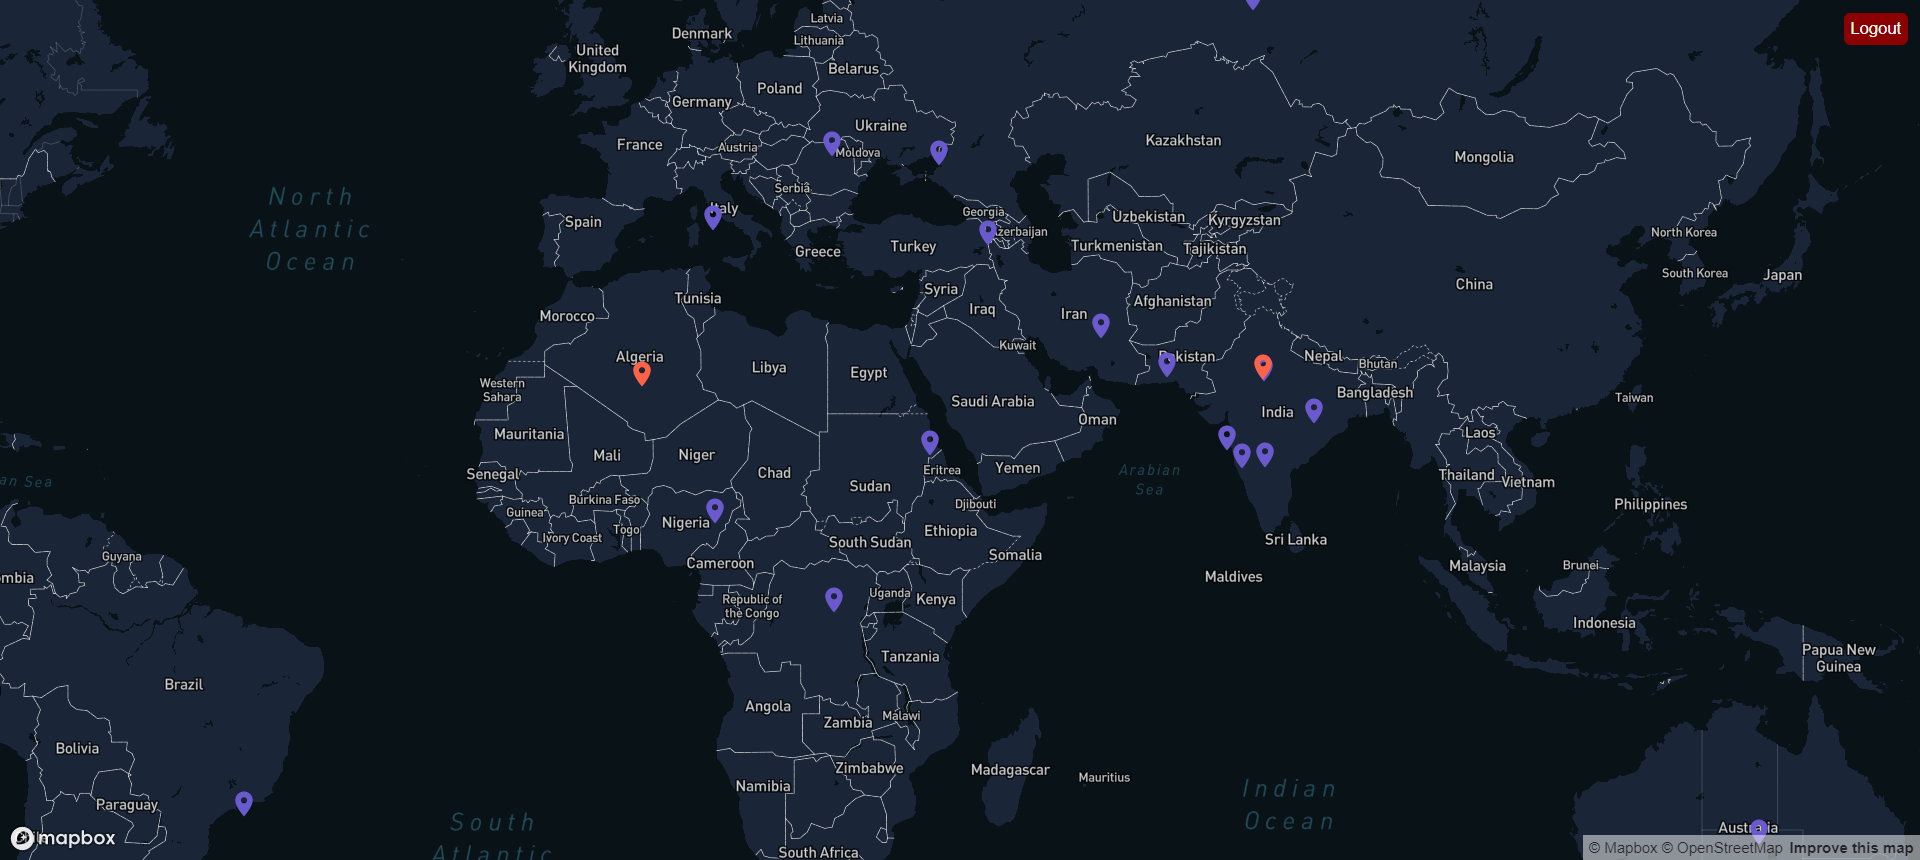 Logout
Latvia
Denmark
Lithuania
United
Kingdom
Belarus
Poland
Germany
Ukraine
France
Austria
Moldova
Kazakhstan
Mongolia
Serbia
North
Atlantic
Ocean
Italy
Spain
Georgia
Uzbekistan
Kyrgyzstan
Azerbaijan
North Korea
Greece
Turkey
Turkmenistan
Tajikistan
South Korea
Japan
China
Syria
Tunisia
Afghanistan
Iraq
Iran
Morocco
Kuwait
Algeria
Pakistan
Nepal
Bhutan
Libya
Egypt
Western
Sahara
Saudi Arabia
Bangladesh
Taiwan
Oman
India
Mauritania
Mali
Niger
Laos
Chad
Eritrea
Yemen
Arabian
Sea
Senegal
an Sea
Thailand
Vietnam
Sudan
Burkina Faso
Djibouti
Philippines
Guinea
Nigeria
Togo
Ethiopia
Ivory Coast
South Sudan
Sri Lanka
Somalia
Guyana
Cameroon
Malaysia
Brunei
ombia
Maldives
Uganda
Kenya
Republic of
the Congo
Indonesia
Tanzania
Papua New
Guinea
Brazil
Angola
Malawi
Zambia
Bolivia
Zimbabwe
Madagascar
Mauritius
Namibia
Indian
Ocean
Paraguay
South
Atlantic
Australia
mapbox
South Africa
© Mapbox © OpenStreetMap Improve this map